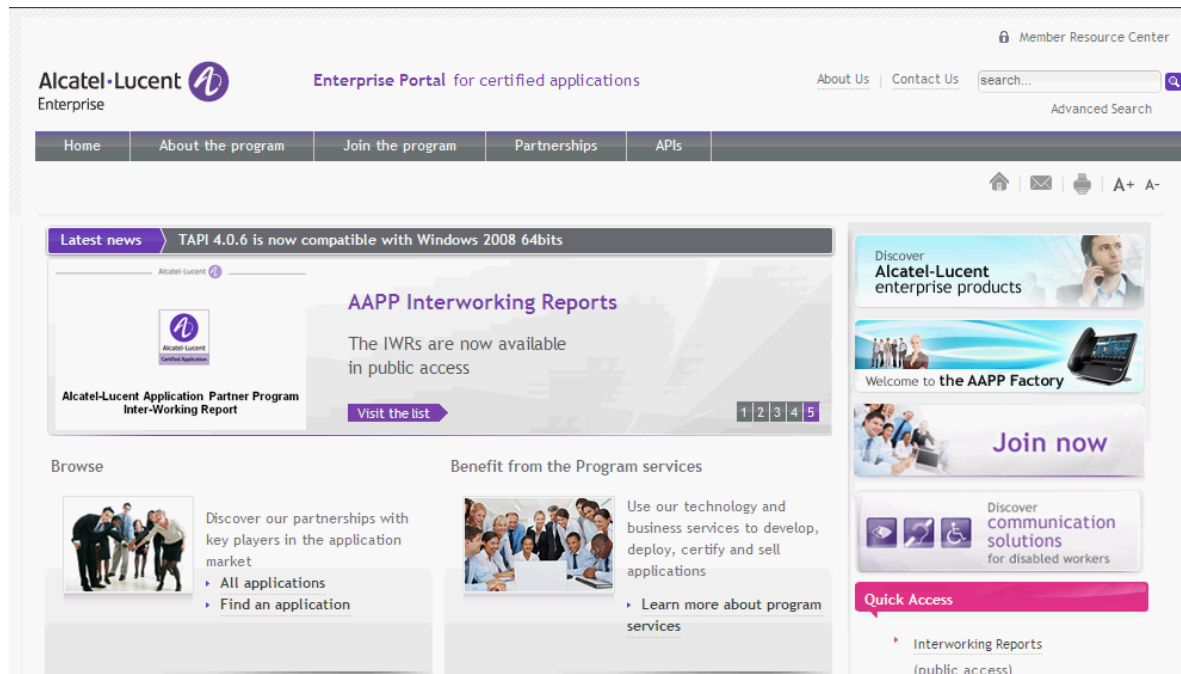 Member Resource Center
Alcatel·Lucent
Enterprise
Enterprise Portal for certified applications
About Us | Contact Us
search...
Advanced Search
Home
About the program
Join the program
Partnerships
APIs
A+ A-
Latest news
TAPI 4.0.6 is now compatible with Windows 2008 64bits
Alcatel·Lucent
Alcatel·Lucent
Certified Application
Alcatel-Lucent Application Partner Program
Inter-Working Report
AAPP Interworking Reports
The IWRs are now available
in public access
Visit the list
1 2 3 4 5
Discover
Alcatel-Lucent
enterprise products
Welcome to the AAPP Factory
Join now
Discover
communication
solutions
for disabled workers
Browse
Discover our partnerships with
key players in the application
market
All applications
Find an application
Benefit from the Program services
Use our technology and
business services to develop,
deploy, certify and sell
applications
Learn more about program
services
Quick Access
Interworking Reports
(public access)